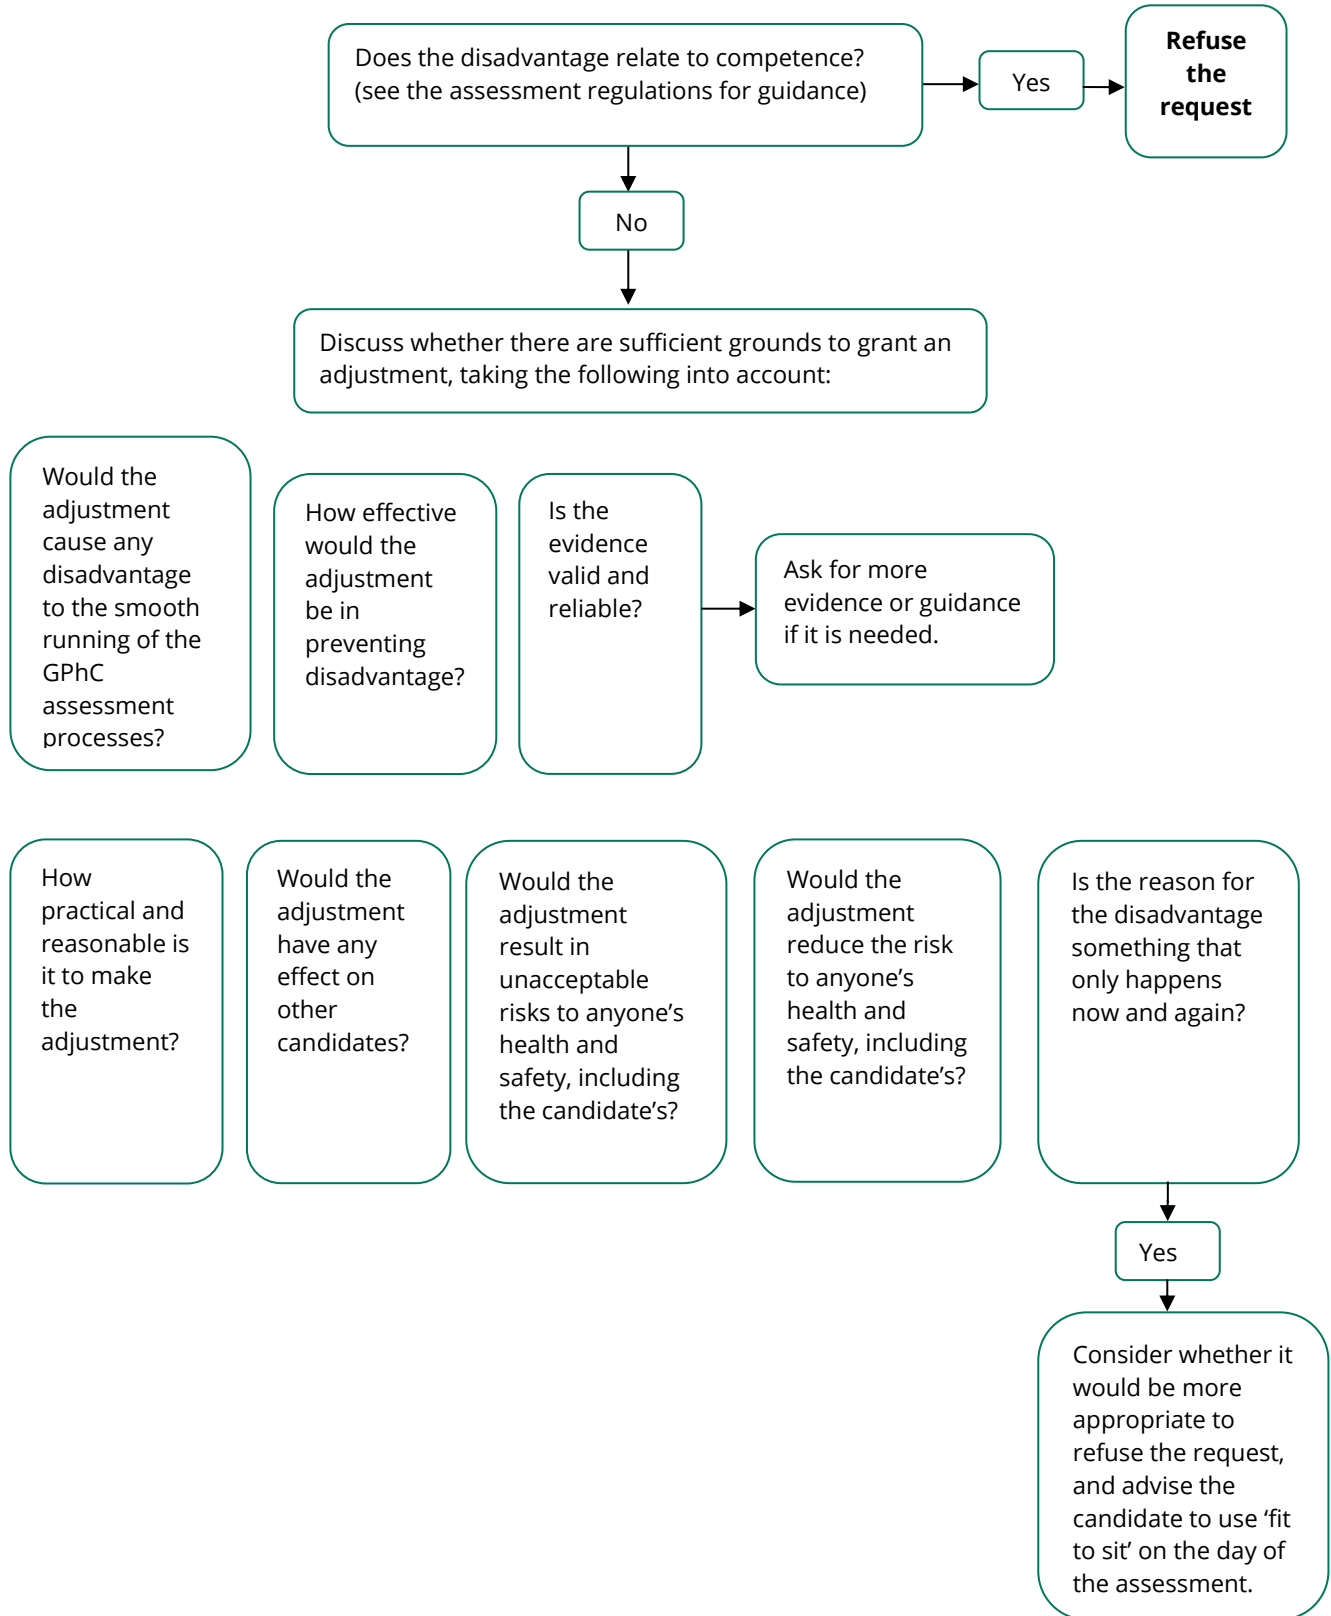 Does the disadvantage relate to competence?
(see the assessment regulations for guidance)
Yes
Refuse
the
request
No
Discuss whether there are sufficient grounds to grant an
adjustment, taking the following into account:
Would the
adjustment
cause any
disadvantage
to the smooth
running of the
GPhC
assessment
processes?
How effective
would the
adjustment
be in
preventing
disadvantage?
Is the
evidence
valid and
reliable?
Ask for more
evidence or guidance
if it is needed.
How
practical and
reasonable is
it to make
the
adjustment?
Would the
adjustment
have any
effect on
other
candidates?
Would the
adjustment
result in
unacceptable
risks to anyone’s
health and
safety, including
the candidate’s?
Would the
adjustment
reduce the risk
to anyone’s
health and
safety, including
the candidate’s?
Is the reason for
the disadvantage
something that
only happens
now and again?
Yes
Consider whether it
would be more
appropriate to
refuse the request,
and advise the
candidate to use ‘fit
to sit’ on the day of
the assessment.